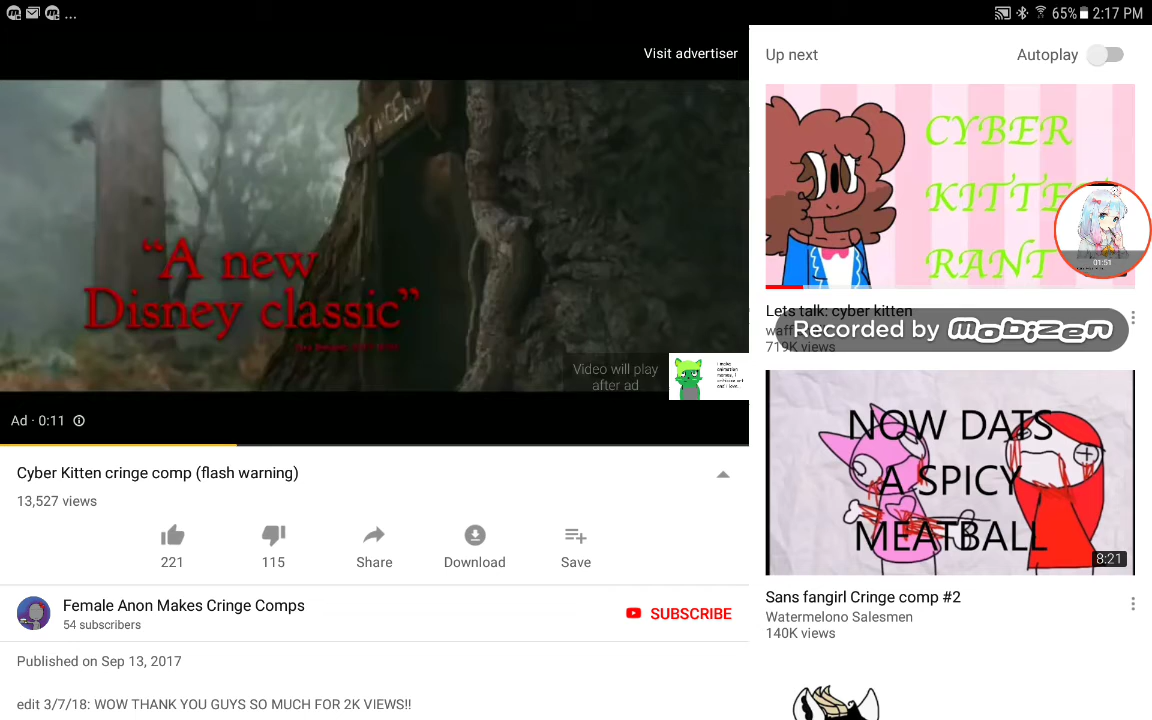 ... 65% 2:17 PM
Visit advertiser
Up next
Autoplay
“A new
Disney classic”
Video will play
after ad
Ad · 0:11
Cyber Kitten cringe comp (flash warning)
13,527 views
221
115
Share
Download
Save
Female Anon Makes Cringe Comps
54 subscribers
SUBSCRIBE
Published on Sep 13, 2017
edit 3/7/18: WOW THANK YOU GUYS SO MUCH FOR 2K VIEWS!!
CYBER
KITTE
RANT
01:51
Lets talk: cyber kitten
waff
719K views
Recorded by mobizen
NOW DATS
A SPICY
MEATBALL
8:21
Sans fangirl Cringe comp #2
Watermelono Salesmen
140K views